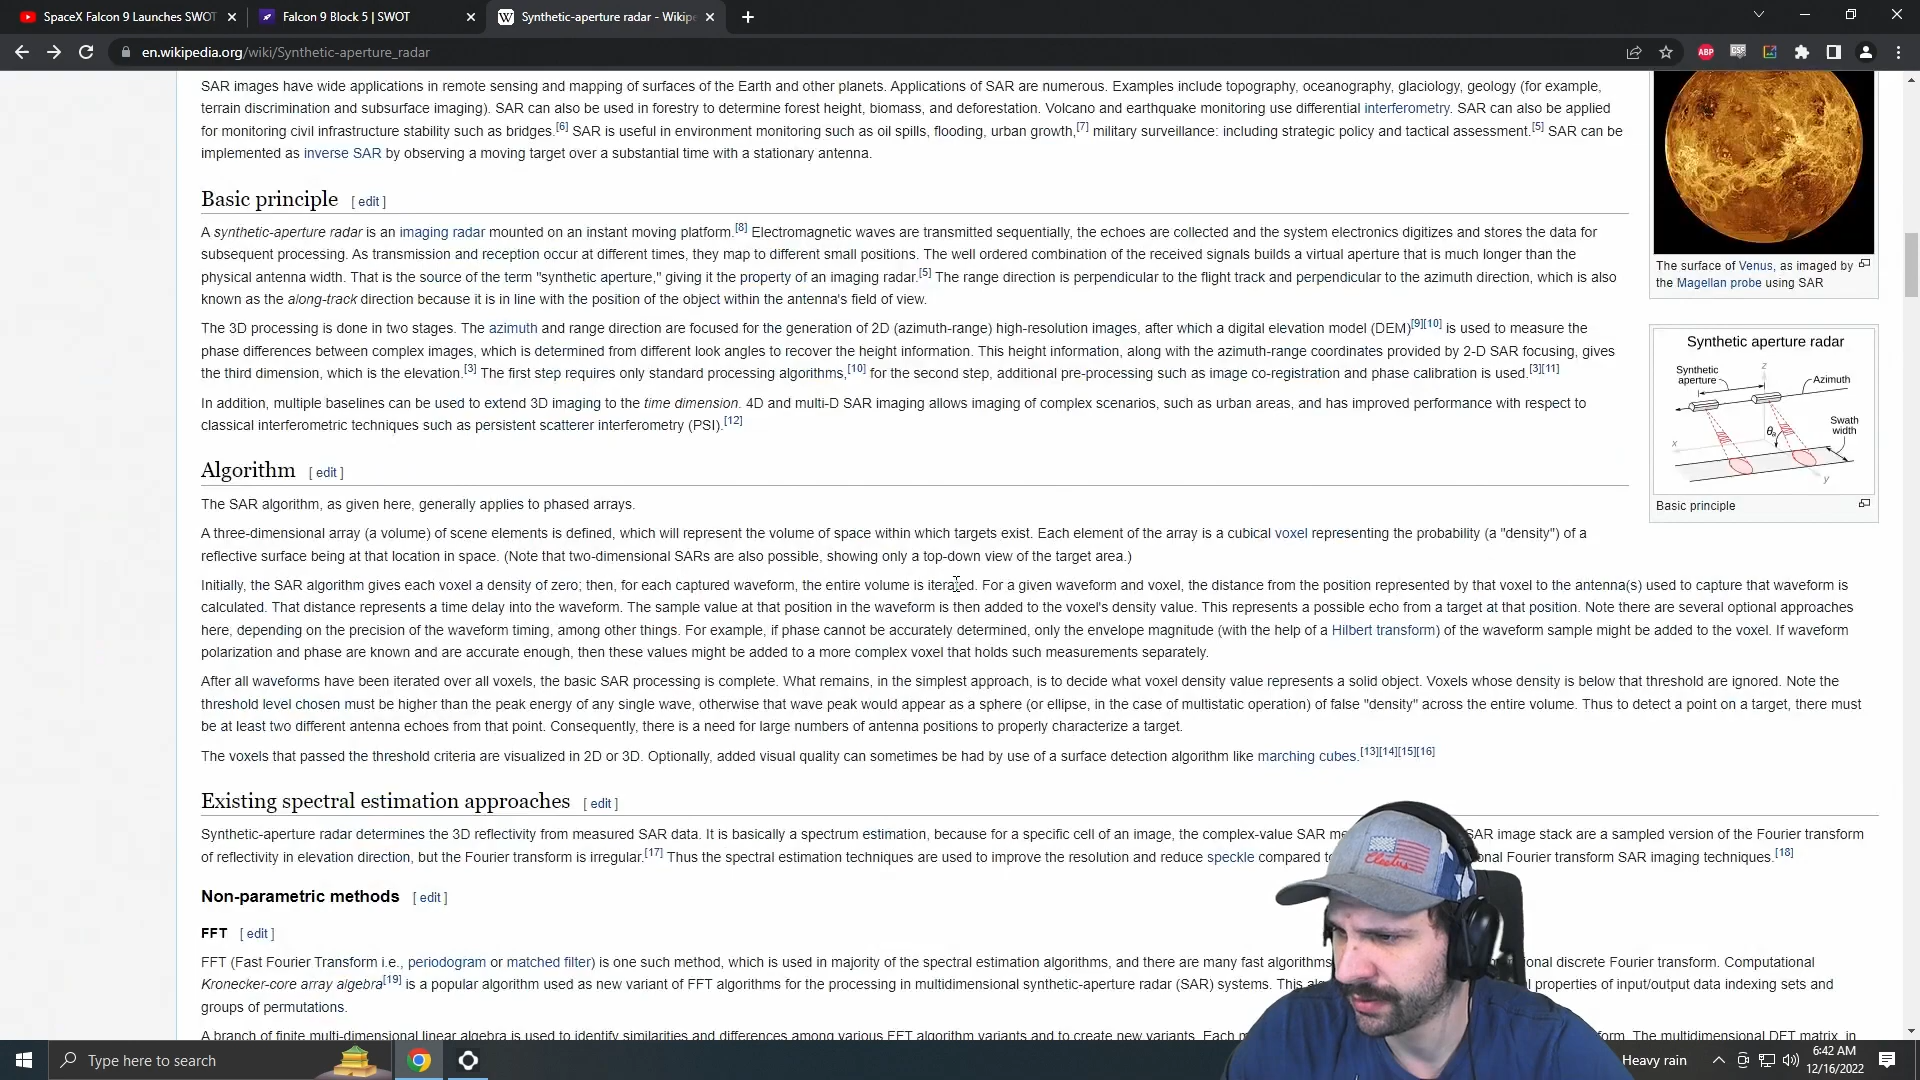 SpaceX Falcon 9 Launches SWOT
Falcon 9 Block 5 | SWOT
Synthetic-aperture radar - Wikip
en.wikipedia.org/wiki/Synthetic-aperture_radar
ABP
SAR images have wide applications in remote sensing and mapping of surfaces of the Earth and other planets. Applications of SAR are numerous. Examples include topography, oceanography, glaciology, geology (for example,
terrain discrimination and subsurface imaging). SAR can also be used in forestry to determine forest height, biomass, and deforestation. Volcano and earthquake monitoring use differential interferometry. SAR can also be applied
for monitoring civil infrastructure stability such as bridges.[6] SAR is useful in environment monitoring such as oil spills, flooding, urban growth,[7] military surveillance: including strategic policy and tactical assessment.[5] SAR can be
implemented as inverse SAR by observing a moving target over a substantial time with a stationary antenna.
Basic principle [ edit ]
A synthetic-aperture radar is an imaging radar mounted on an instant moving platform.[8] Electromagnetic waves are transmitted sequentially, the echoes are collected and the system electronics digitizes and stores the data for
subsequent processing. As transmission and reception occur at different times, they map to different small positions. The well ordered combination of the received signals builds a virtual aperture that is much longer than the
physical antenna width. That is the source of the term "synthetic aperture," giving it the property of an imaging radar.[5] The range direction is perpendicular to the flight track and perpendicular to the azimuth direction, which is also
known as the along-track direction because it is in line with the position of the object within the antenna's field of view.
The 3D processing is done in two stages. The azimuth and range direction are focused for the generation of 2D (azimuth-range) high-resolution images, after which a digital elevation model (DEM)[9][10] is used to measure the
phase differences between complex images, which is determined from different look angles to recover the height information. This height information, along with the azimuth-range coordinates provided by 2-D SAR focusing, gives
the third dimension, which is the elevation.[3] The first step requires only standard processing algorithms,[10] for the second step, additional pre-processing such as image co-registration and phase calibration is used.[3][11]
In addition, multiple baselines can be used to extend 3D imaging to the time dimension. 4D and multi-D SAR imaging allows imaging of complex scenarios, such as urban areas, and has improved performance with respect to
classical interferometric techniques such as persistent scatterer interferometry (PSI).[12]
The surface of Venus, as imaged by
the Magellan probe using SAR
Synthetic aperture radar
Synthetic
aperture
z
Azimuth
Swath
width
θa
x
y
Basic principle
Algorithm [ edit ]
The SAR algorithm, as given here, generally applies to phased arrays.
A three-dimensional array (a volume) of scene elements is defined, which will represent the volume of space within which targets exist. Each element of the array is a cubical voxel representing the probability (a "density") of a
reflective surface being at that location in space. (Note that two-dimensional SARs are also possible, showing only a top-down view of the target area.)
Initially, the SAR algorithm gives each voxel a density of zero; then, for each captured waveform, the entire volume is iterated. For a given waveform and voxel, the distance from the position represented by that voxel to the antenna(s) used to capture that waveform is
calculated. That distance represents a time delay into the waveform. The sample value at that position in the waveform is then added to the voxel's density value. This represents a possible echo from a target at that position. Note there are several optional approaches
here, depending on the precision of the waveform timing, among other things. For example, if phase cannot be accurately determined, only the envelope magnitude (with the help of a Hilbert transform) of the waveform sample might be added to the voxel. If waveform
polarization and phase are known and are accurate enough, then these values might be added to a more complex voxel that holds such measurements separately.
After all waveforms have been iterated over all voxels, the basic SAR processing is complete. What remains, in the simplest approach, is to decide what voxel density value represents a solid object. Voxels whose density is below that threshold are ignored. Note the
threshold level chosen must be higher than the peak energy of any single wave, otherwise that wave peak would appear as a sphere (or ellipse, in the case of multistatic operation) of false "density" across the entire volume. Thus to detect a point on a target, there must
be at least two different antenna echoes from that point. Consequently, there is a need for large numbers of antenna positions to properly characterize a target.
The voxels that passed the threshold criteria are visualized in 2D or 3D. Optionally, added visual quality can sometimes be had by use of a surface detection algorithm like marching cubes.[13][14][15][16]
Existing spectral estimation approaches [ edit ]
Synthetic-aperture radar determines the 3D reflectivity from measured SAR data. It is basically a spectrum estimation, because for a specific cell of an image, the complex-value SAR me SAR image stack are a sampled version of the Fourier transform
of reflectivity in elevation direction, but the Fourier transform is irregular.[17] Thus the spectral estimation techniques are used to improve the resolution and reduce speckle compared to onal Fourier transform SAR imaging techniques.[18]
Non-parametric methods [ edit ]
FFT [ edit ]
FFT (Fast Fourier Transform i.e., periodogram or matched filter) is one such method, which is used in majority of the spectral estimation algorithms, and there are many fast algorithms onal discrete Fourier transform. Computational
Kronecker-core array algebra[19] is a popular algorithm used as new variant of FFT algorithms for the processing in multidimensional synthetic-aperture radar (SAR) systems. This al properties of input/output data indexing sets and
groups of permutations.
A branch of finite multi-dimensional linear algebra is used to identify similarities and differences among various FFT algorithm variants and to create new variants. Each m form. The multidimensional DFT matrix, in
Type here to search
Heavy rain
6:42 AM
12/16/2022